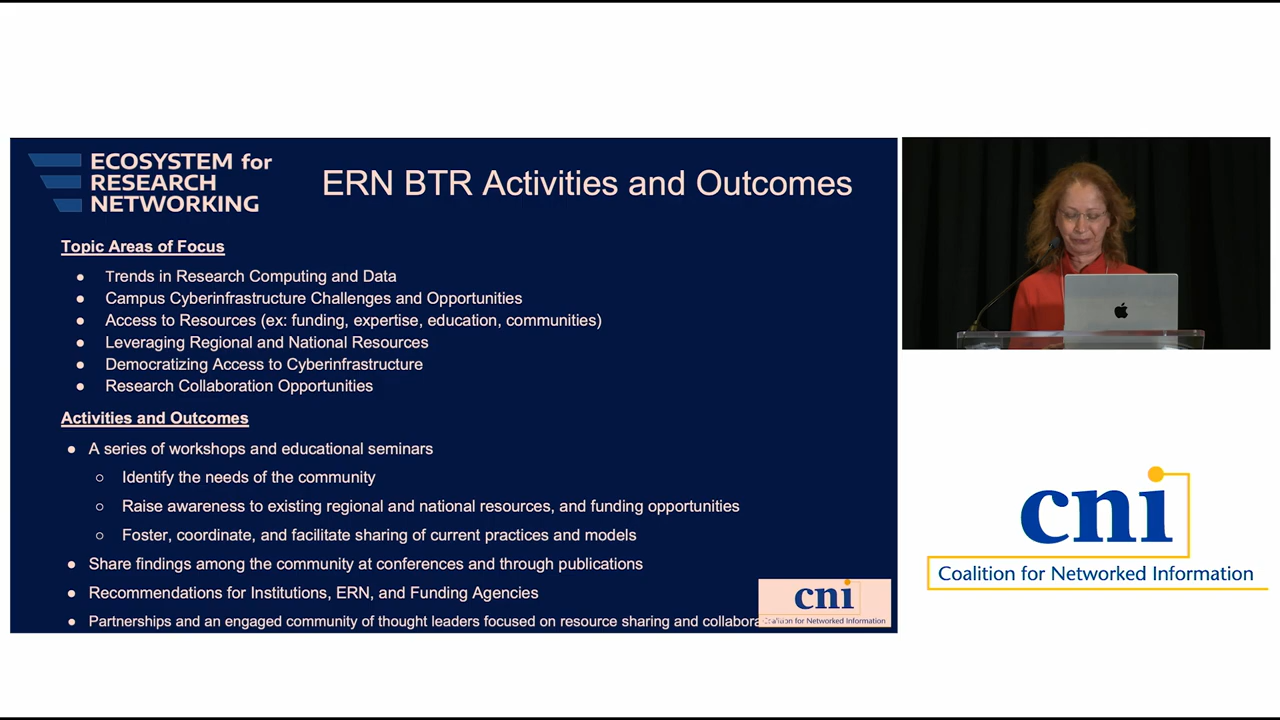 ECOSYSTEM for
RESEARCH
NETWORKING
ERN BTR Activities and Outcomes
Topic Areas of Focus
● Trends in Research Computing and Data
● Campus Cyberinfrastructure Challenges and Opportunities
● Access to Resources (ex: funding, expertise, education, communities)
● Leveraging Regional and National Resources
● Democratizing Access to Cyberinfrastructure
● Research Collaboration Opportunities
Activities and Outcomes
● A series of workshops and educational seminars
○ Identify the needs of the community
○ Raise awareness to existing regional and national resources, and funding opportunities
○ Foster, coordinate, and facilitate sharing of current practices and models
● Share findings among the community at conferences and through publications
● Recommendations for Institutions, ERN, and Funding Agencies
● Partnerships and an engaged community of thought leaders focused on resource sharing and
cni
Coalition for Networked Information
cni
Coalition for Networked Information